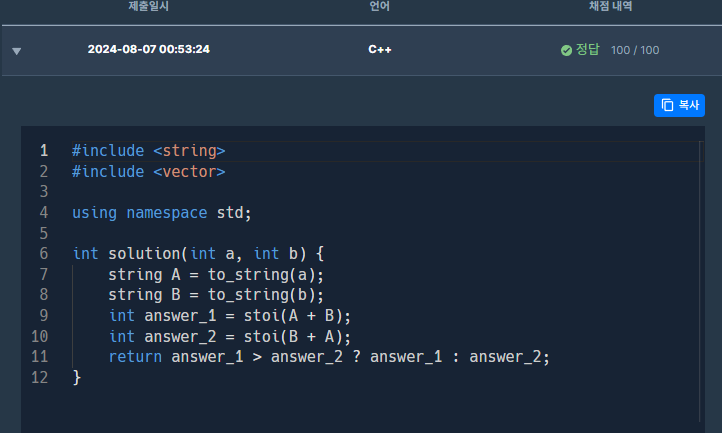 제출일시 언어 채점 내역
2024-08-07 00:53:24 C++ 정답 100 / 100
복사
1 #include <string>
2 #include <vector>
3
4 using namespace std;
5
6 int solution(int a, int b) {
7     string A = to_string(a);
8     string B = to_string(b);
9     int answer_1 = stoi(A + B);
10     int answer_2 = stoi(B + A);
11     return answer_1 > answer_2 ? answer_1 : answer_2;
12 }